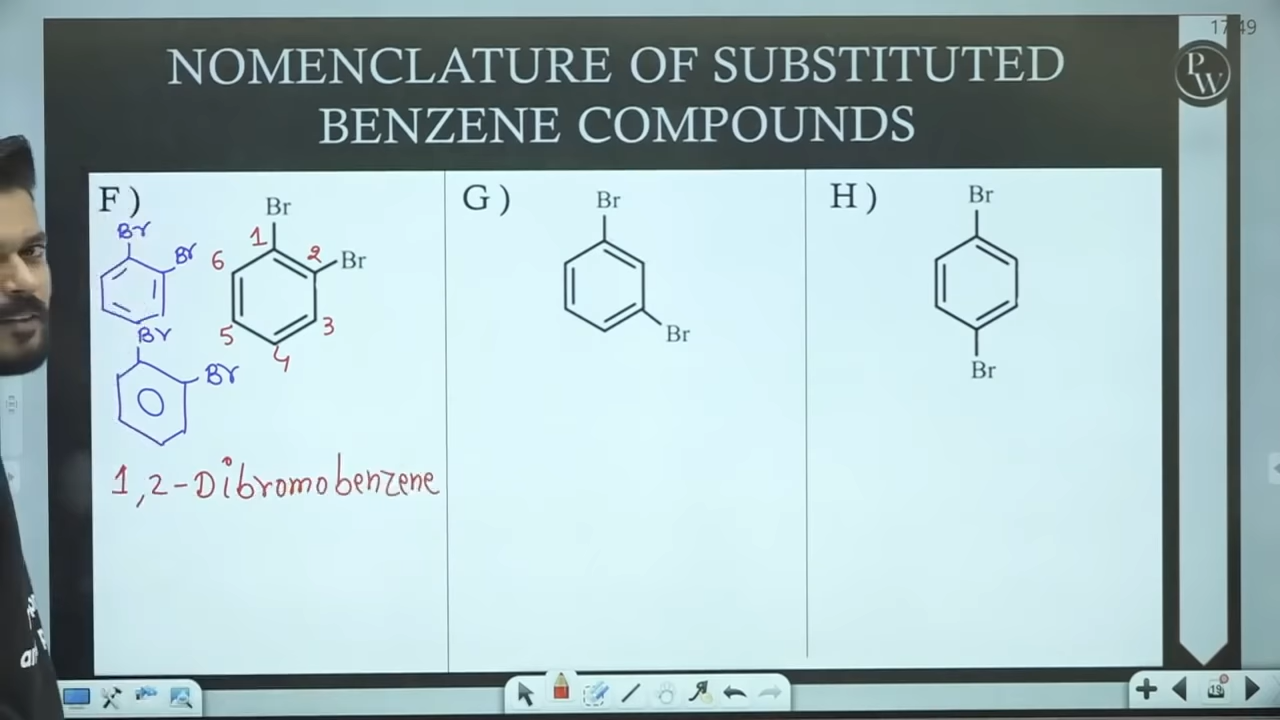 17:49
NOMENCLATURE OF SUBSTITUTED
BENZENE COMPOUNDS
PW
F)
Br
Br
Br
Br
1
2
3
4
5
6
Br
Br
1,2-Dibromobenzene
G)
Br
Br
H)
Br
Br
19